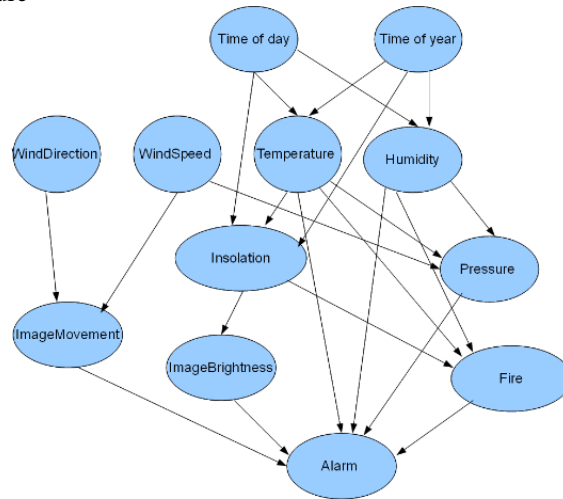 Time of day
Time of year
WindDirection
WindSpeed
Temperature
Humidity
Insolation
Pressure
ImageMovement
ImageBrightness
Fire
Alarm